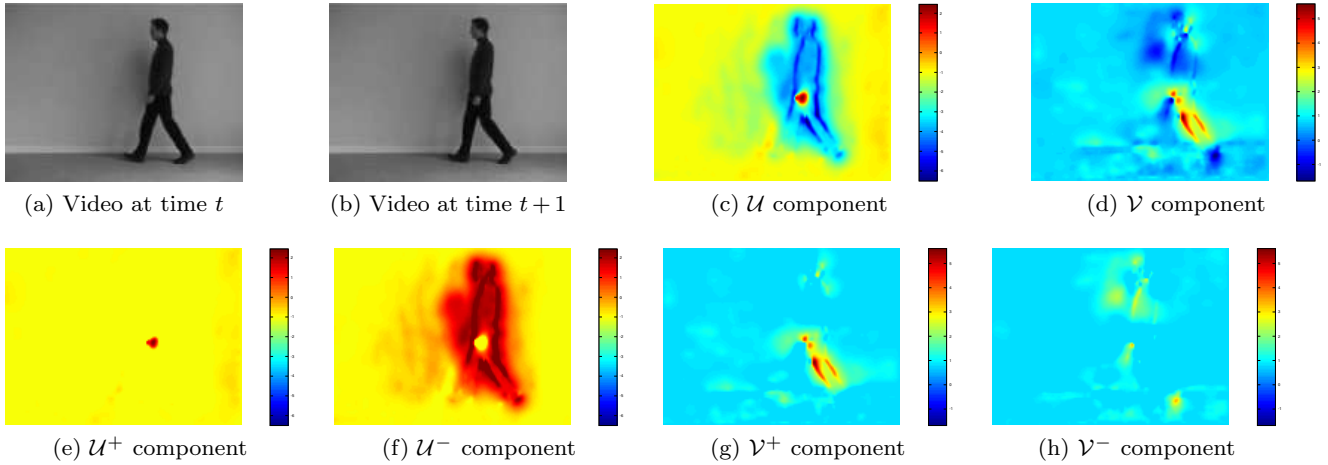 (a) Video at time t
(b) Video at time t + 1
(c) 𝒰 component
(d) 𝒱 component
(e) 𝒰⁺ component
(f) 𝒰⁻ component
(g) 𝒱⁺ component
(h) 𝒱⁻ component